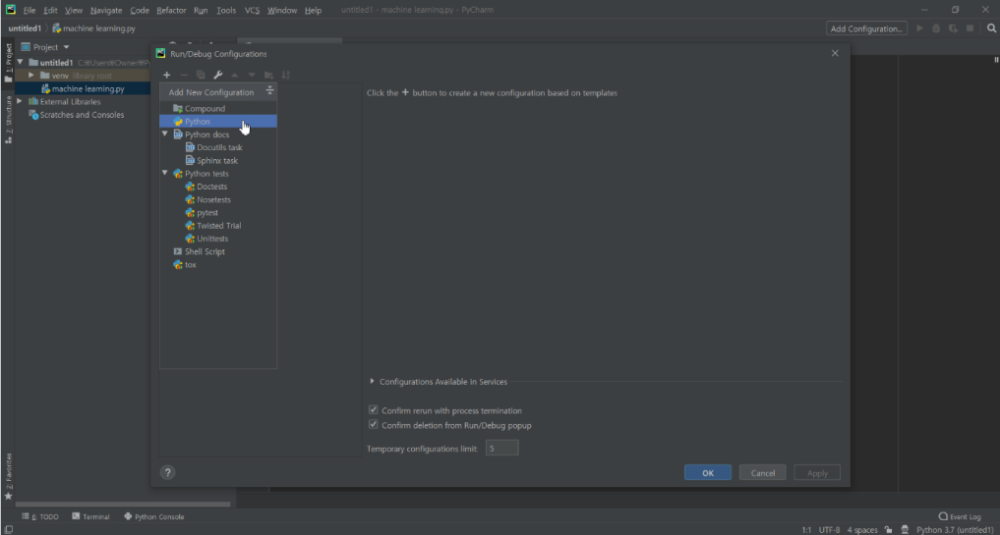 File Edit View Navigate Code Refactor Run Tools VCS Window Help untitled1 - machine learning.py - PyCharm
untitled1 machine learning.py Add Configuration...
1: Project
Project
untitled1 C:₩Users₩Owner₩P
venv library root
machine learning.py
External Libraries
Scratches and Consoles
Z: Structure
2: Favorites
Run/Debug Configurations
Add New Configuration
Compound
Python
Python docs
Docutils task
Sphinx task
Python tests
Doctests
Nosetests
pytest
Twisted Trial
Unittests
Shell Script
tox
Click the + button to create a new configuration based on templates
Configurations Available in Services
Confirm rerun with process termination
Confirm deletion from Run/Debug popup
Temporary configurations limit: 5
? OK Cancel Apply
6: TODO Terminal Python Console Event Log
1:1 UTF-8 4 spaces Python 3.7 (untitled1)